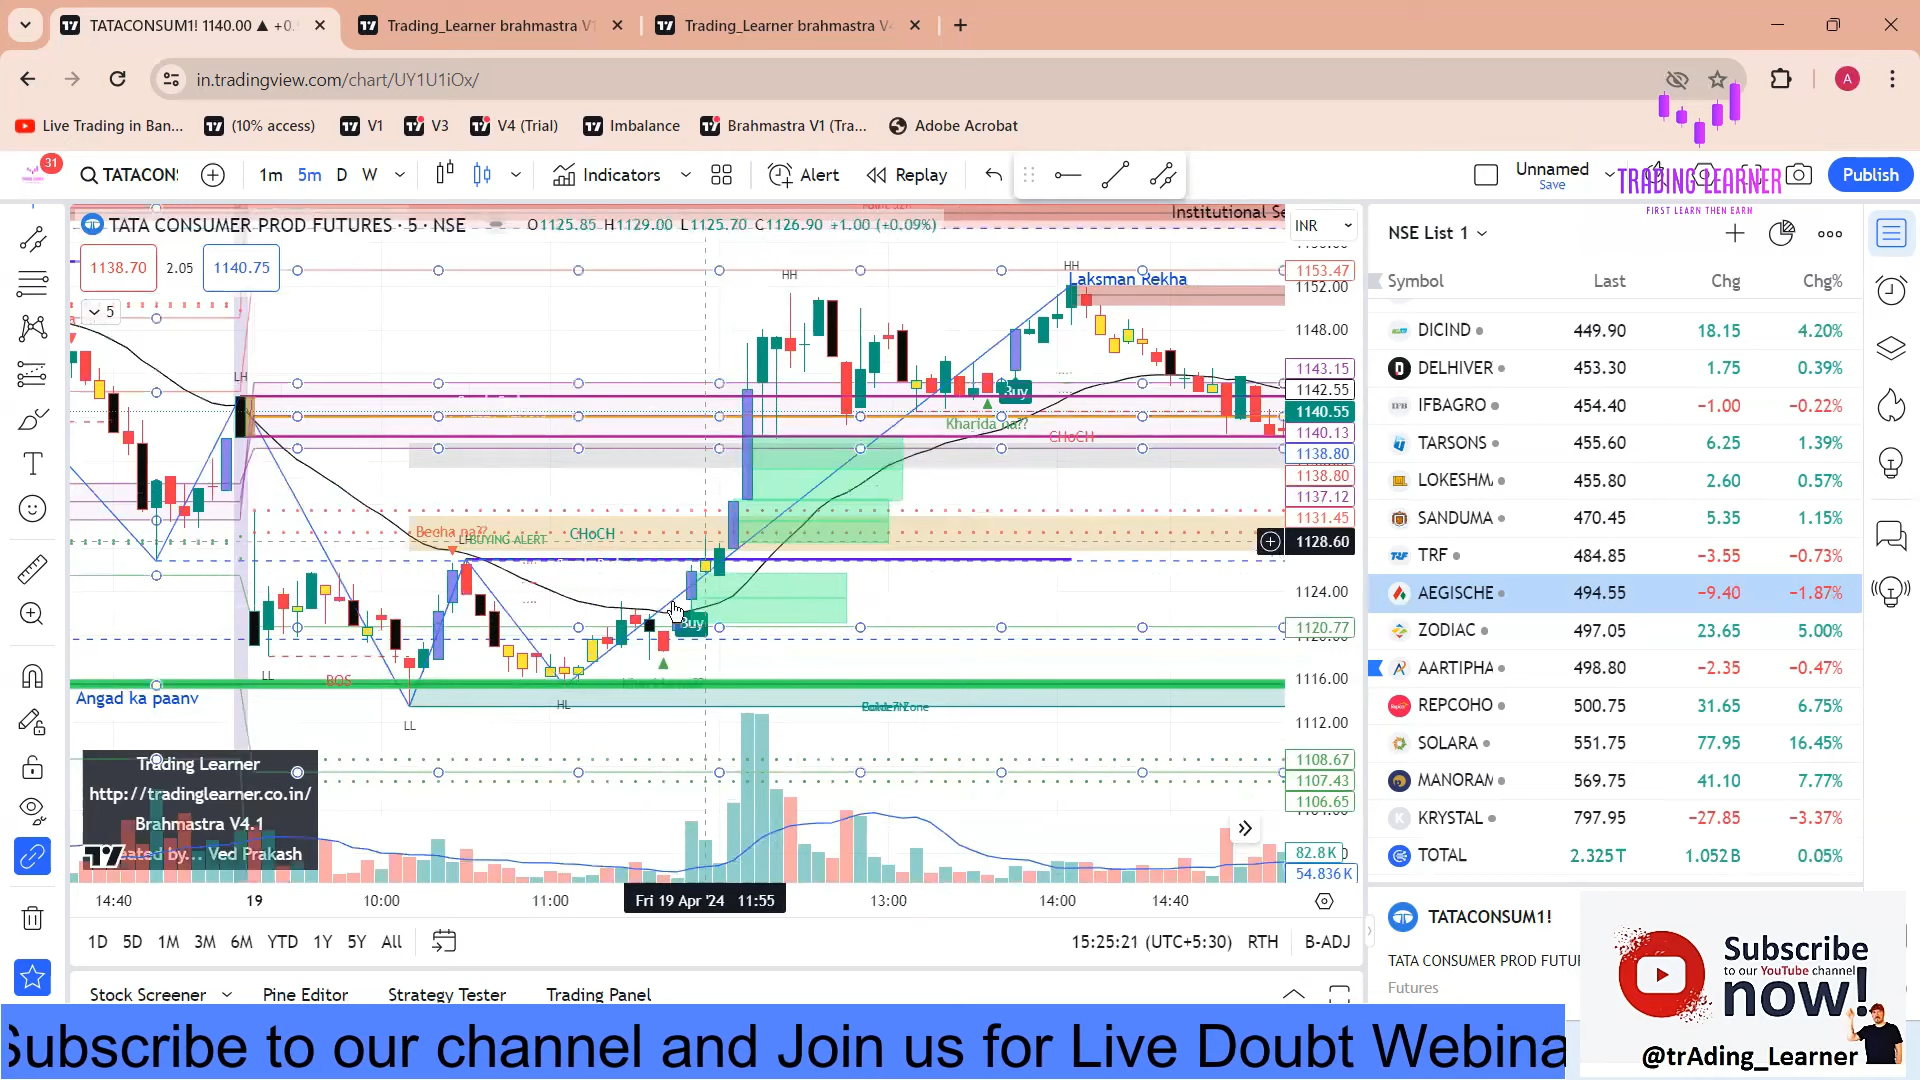 TATACONSUM1! 1140.00 ▲ +0.
Trading_Learner brahmastra V
Trading_Learner brahmastra V
in.tradingview.com/chart/UY1U1iOx/
A
Live Trading in Ban...
(10% access)
V1
V3
V4 (Trial)
Imbalance
Brahmastra V1 (Tra...
Adobe Acrobat
31
TATACON
1m 5m D W
Indicators
Alert
Replay
Unnamed
Save
TRADING LEARNER
FIRST LEARN THEN EARN
Publish
TATA CONSUMER PROD FUTURES · 5 · NSE
O1125.85 H1129.00 L1125.70 C1126.90 +1.00 (+0.09%)
Institutional Se
INR
1138.70
2.05
1140.75
5
HH
HH
Laksman Rekha
LH
Buy
Kharida na??
CHoCH
Becha na??
BUYING ALERT
CHoCH
Buy
LL
BOS
Angad ka paanv
LL
HL
1153.47
1152.00
1148.00
1143.15
1142.55
1140.55
1140.13
1138.80
1138.80
1137.12
1131.45
1128.60
1124.00
1120.77
1116.00
1112.00
1108.67
1107.43
1106.65
82.8K
54.836K
Trading Learner
http://tradinglearner.co.in/
Brahmastra V4.1
eated by... Ved Prakash
14:40
19
10:00
11:00
Fri 19 Apr '24 11:55
13:00
14:00
14:40
1D 5D 1M 3M 6M YTD 1Y 5Y All
15:25:21 (UTC+5:30) RTH B-ADJ
Stock Screener
Pine Editor
Strategy Tester
Trading Panel
NSE List 1
Symbol Last Chg Chg%
DICIND 449.90 18.15 4.20%
DELHIVER 453.30 1.75 0.39%
IFBAGRO 454.40 −1.00 −0.22%
TARSONS 455.60 6.25 1.39%
LOKESHM 455.80 2.60 0.57%
SANDUMA 470.45 5.35 1.15%
TRF 484.85 −3.55 −0.73%
AEGISCHE 494.55 −9.40 −1.87%
ZODIAC 497.05 23.65 5.00%
AARTIPHA 498.80 −2.35 −0.47%
REPCOHO 500.75 31.65 6.75%
SOLARA 551.75 77.95 16.45%
MANORAM 569.75 41.10 7.77%
KRYSTAL 797.95 −27.85 −3.37%
TOTAL 2.325T 1.052B 0.05%
TATACONSUM1!
TATA CONSUMER PROD FUTU
Futures
Subscribe
to our YouTube channel
now!
@trAding_Learner
Subscribe to our channel and Join us for Live Doubt Webina